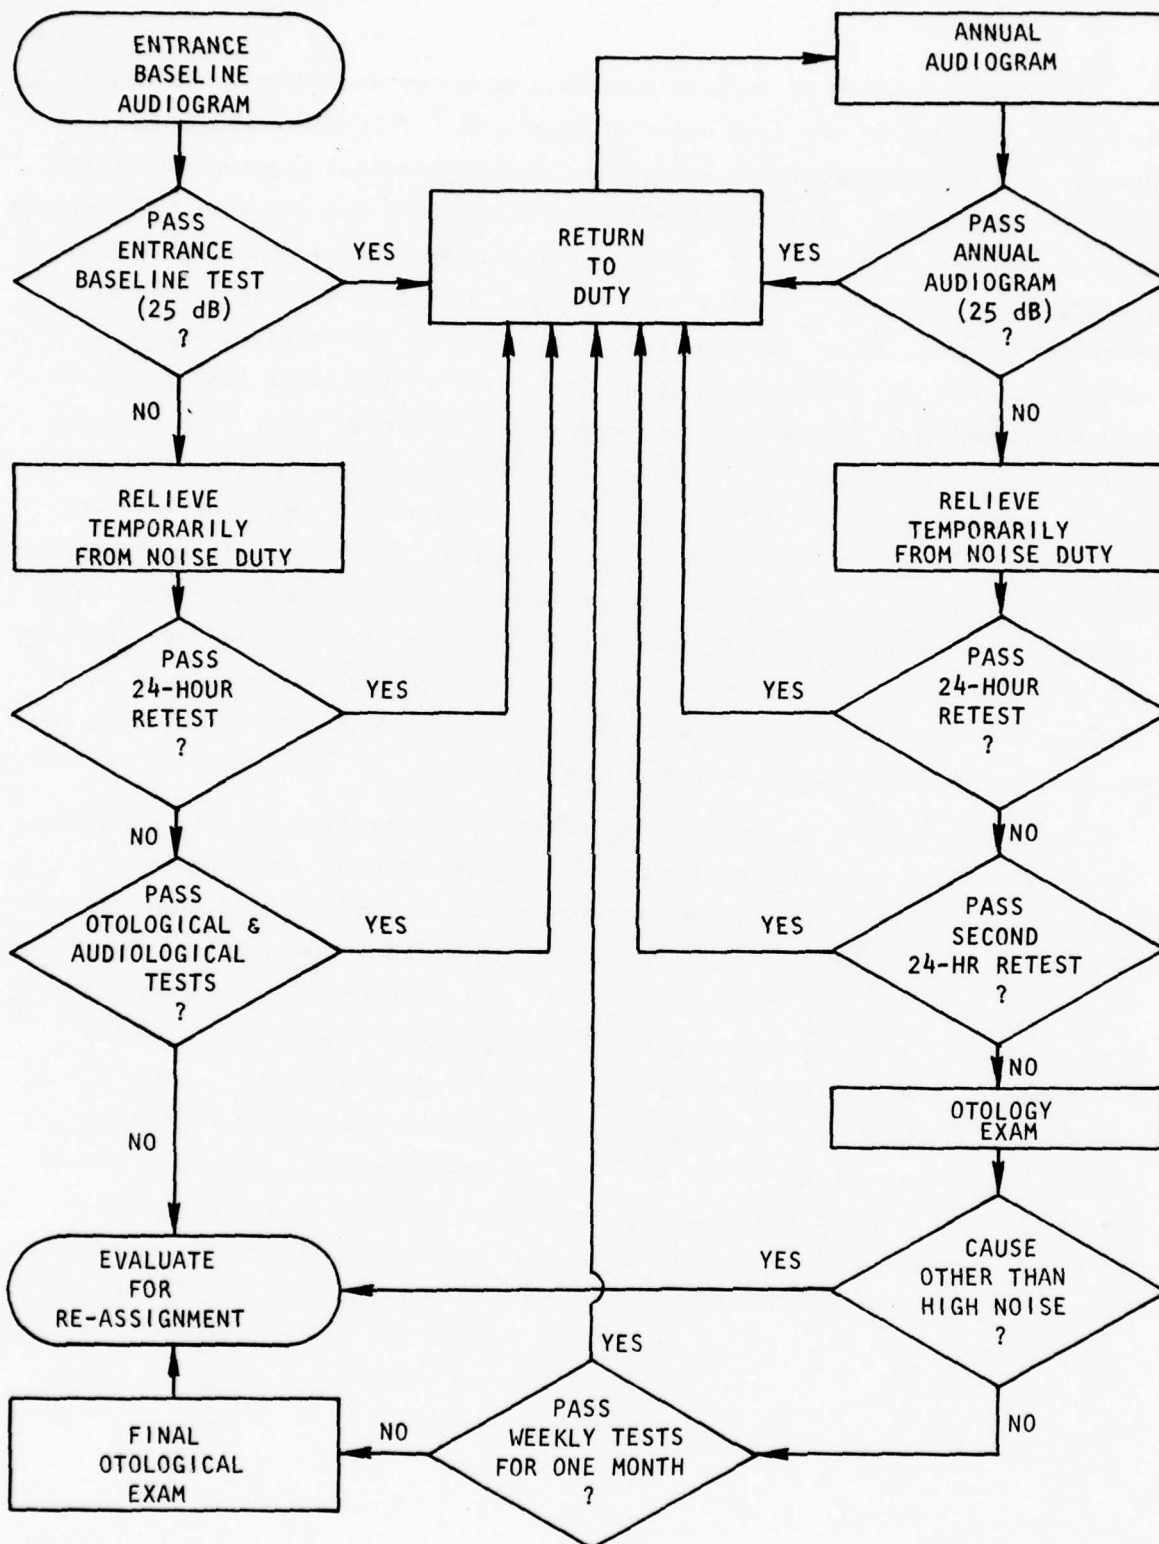 ENTRANCE
BASELINE
AUDIOGRAM
PASS
ENTRANCE
BASELINE TEST
(25 dB)
?
YES
NO
RELIEVE
TEMPORARILY
FROM NOISE DUTY
PASS
24-HOUR
RETEST
?
YES
NO
PASS
OTOLOGICAL &
AUDIOLOGICAL
TESTS
?
YES
NO
EVALUATE
FOR
RE-ASSIGNMENT
FINAL
OTOLOGICAL
EXAM
RETURN
TO
DUTY
ANNUAL
AUDIOGRAM
PASS
ANNUAL
AUDIOGRAM
(25 dB)
?
YES
NO
RELIEVE
TEMPORARILY
FROM NOISE DUTY
PASS
24-HOUR
RETEST
?
YES
NO
PASS
SECOND
24-HR RETEST
?
YES
NO
OTOLOGY
EXAM
CAUSE
OTHER THAN
HIGH NOISE
?
YES
NO
PASS
WEEKLY TESTS
FOR ONE MONTH
?
YES
NO